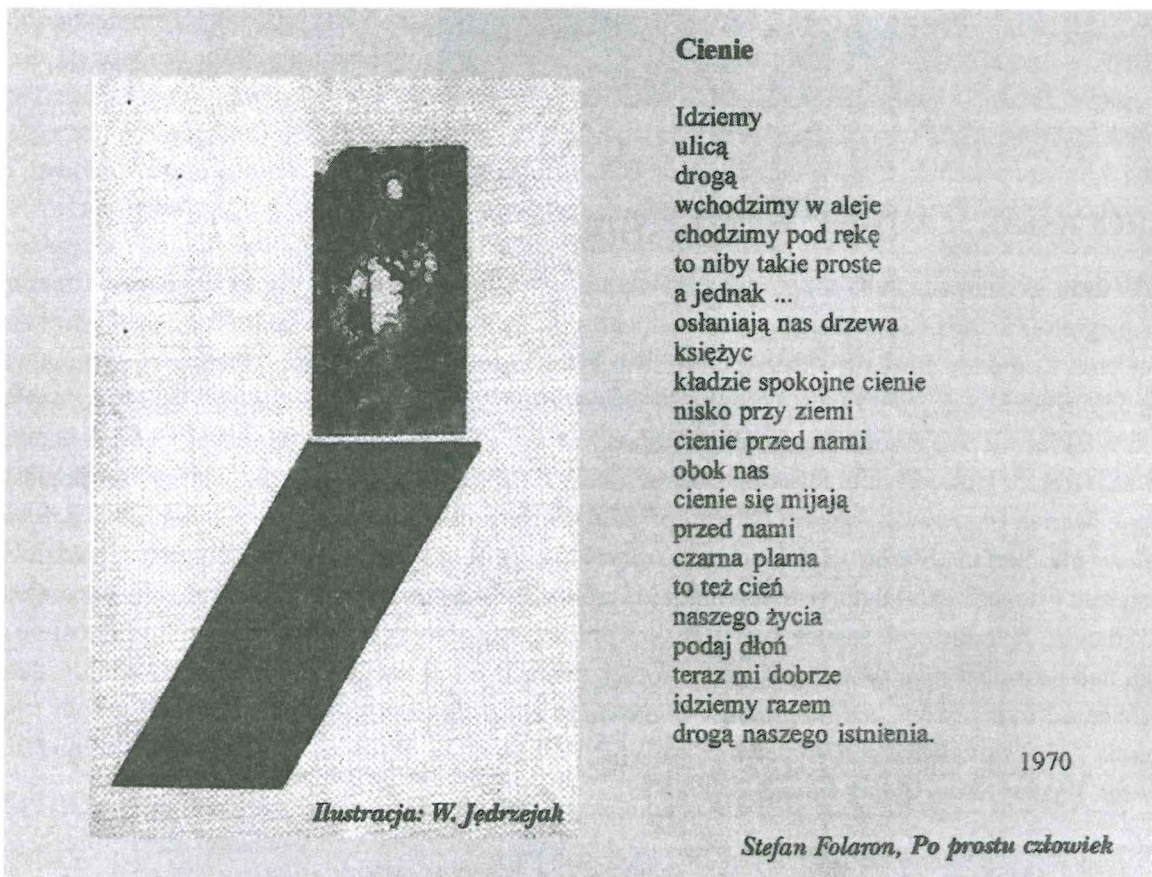 Cienie
Idziemy
ulicą
drogą
wchodzimy w aleje
chodzimy pod rękę
to niby takie proste
a jednak ...
osłaniają nas drzewa
księżyc
kładzie spokojne cienie
nisko przy ziemi
cienie przed nami
obok nas
cienie się mijają
przed nami
czarna plama
to też cień
naszego życia
podaj dłoń
teraz mi dobrze
idziemy razem
drogą naszego istnienia.
1970
Ilustracja: W. Jędrzejak
Stefan Folaron, Po prostu człowiek